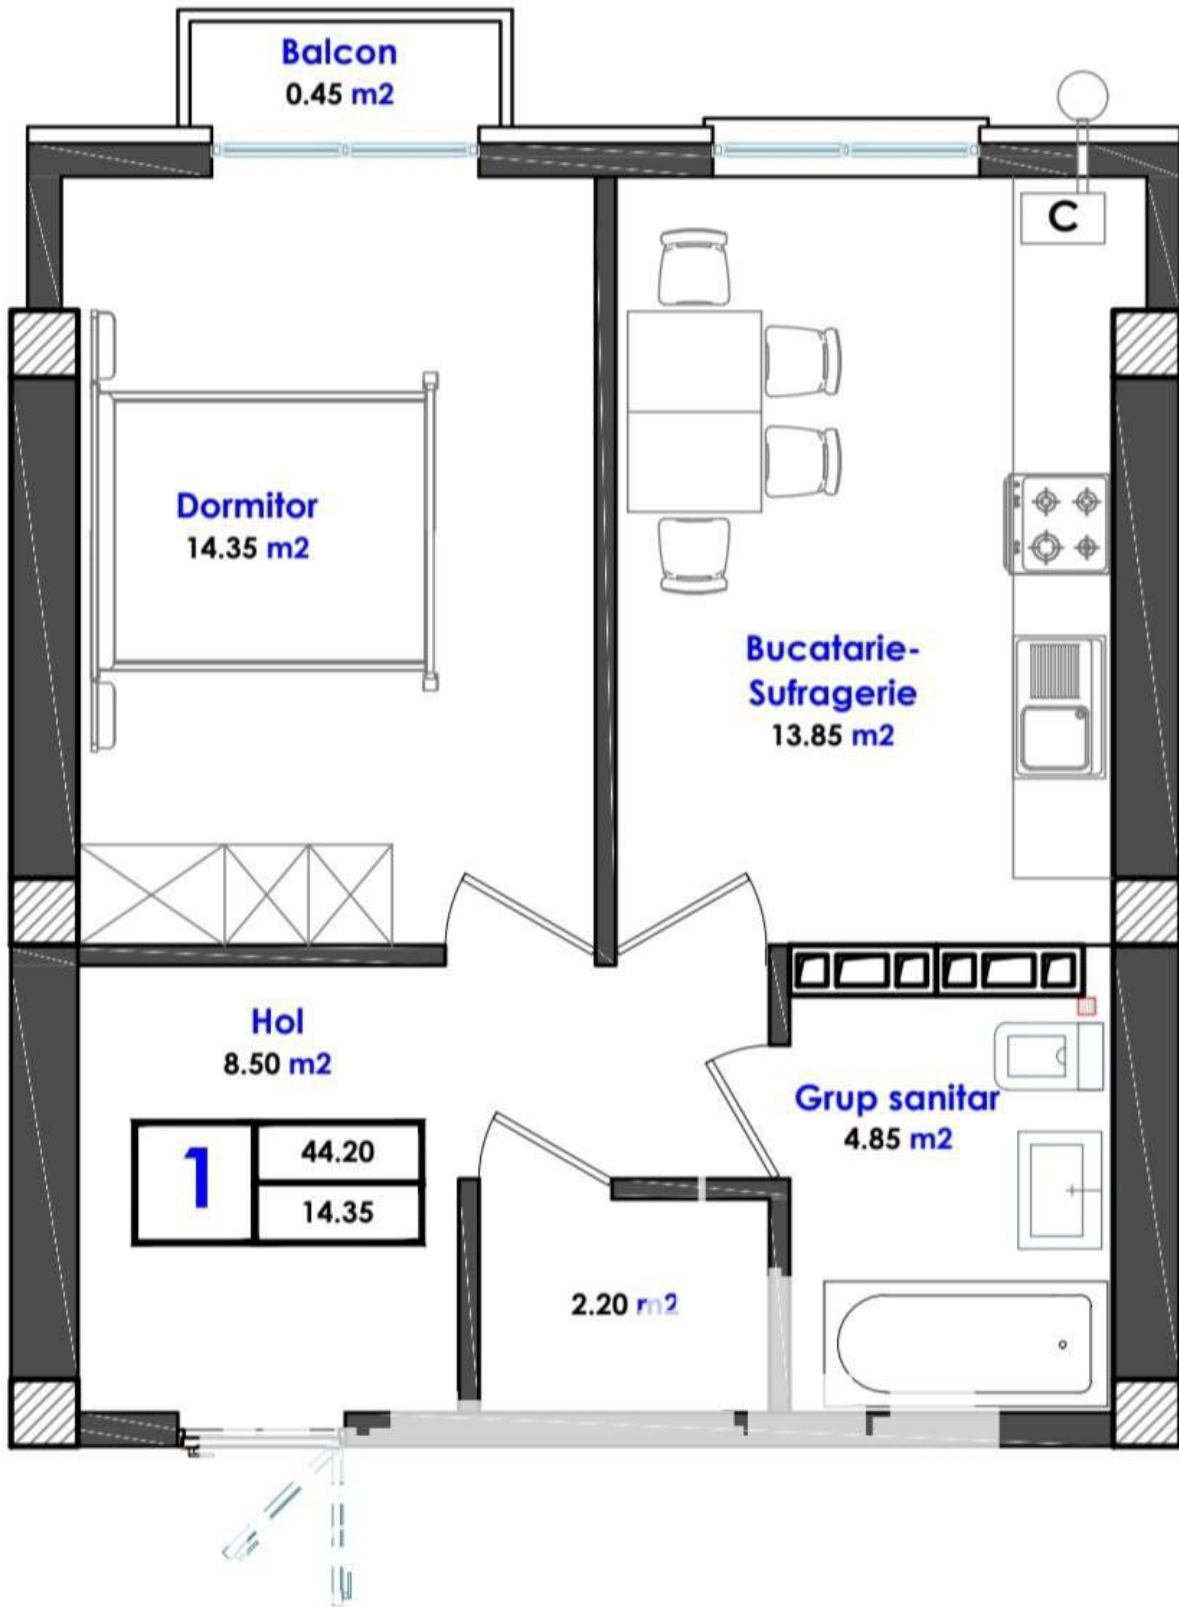 Balcon
0.45 m2
C
Dormitor
14.35 m2
Bucatarie-
Sufragerie
13.85 m2
Hol
8.50 m2
Grup sanitar
4.85 m2
1
44.20
14.35
2.20 m2